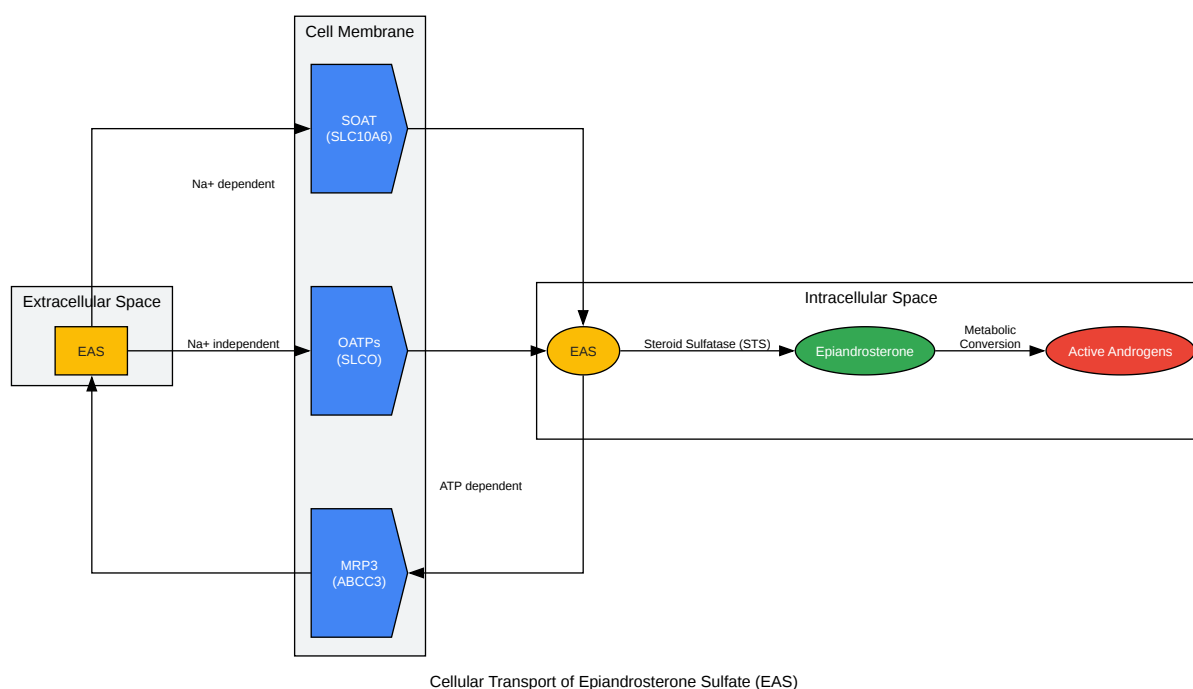 Cell Membrane
SOAT
(SLC10A6)
Na+ dependent
Extracellular Space
EAS
Na+ independent
OATPs
(SLCO)
Intracellular Space
EAS
Steroid Sulfatase (STS)
Epiandrosterone
Metabolic
Conversion
Active Androgens
ATP dependent
MRP3
(ABCC3)
Cellular Transport of Epiandrosterone Sulfate (EAS)